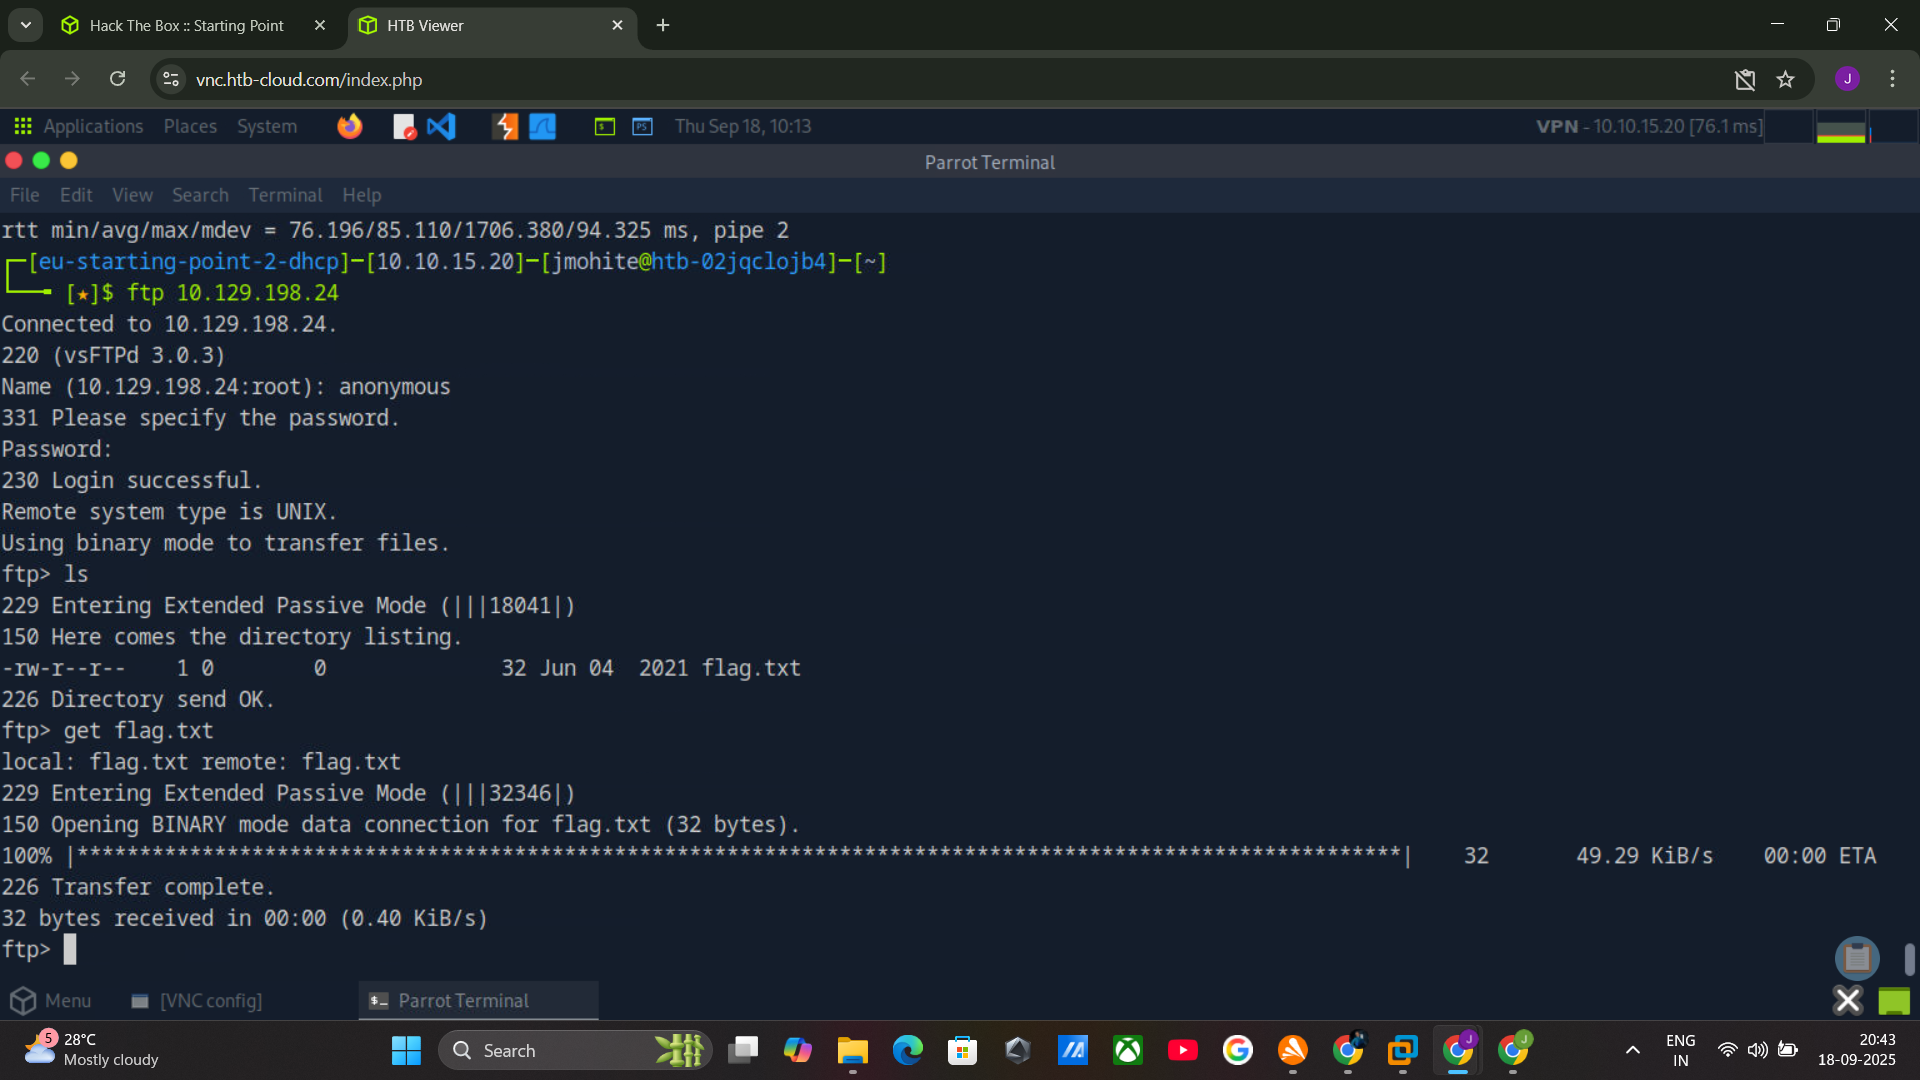 Hack The Box :: Starting Point
HTB Viewer
vnc.htb-cloud.com/index.php
J
Applications Places System
Thu Sep 18, 10:13
VPN - 10.10.15.20 [76.1 ms]
Parrot Terminal
File Edit View Search Terminal Help
rtt min/avg/max/mdev = 76.196/85.110/1706.380/94.325 ms, pipe 2
┌─[eu-starting-point-2-dhcp]─[10.10.15.20]─[jmohite@htb-02jqclojb4]─[~]
└──╼ [★]$ ftp 10.129.198.24
Connected to 10.129.198.24.
220 (vsFTPd 3.0.3)
Name (10.129.198.24:root): anonymous
331 Please specify the password.
Password:
230 Login successful.
Remote system type is UNIX.
Using binary mode to transfer files.
ftp> ls
229 Entering Extended Passive Mode (|||18041|)
150 Here comes the directory listing.
-rw-r--r--    1 0        0              32 Jun 04  2021 flag.txt
226 Directory send OK.
ftp> get flag.txt
local: flag.txt remote: flag.txt
229 Entering Extended Passive Mode (|||32346|)
150 Opening BINARY mode data connection for flag.txt (32 bytes).
100% |**********************************************************************************************************|    32       49.29 KiB/s    00:00 ETA
226 Transfer complete.
32 bytes received in 00:00 (0.40 KiB/s)
ftp>
Menu
[VNC config]
Parrot Terminal
5
28°C
Mostly cloudy
Search
ENG
IN
20:43
18-09-2025